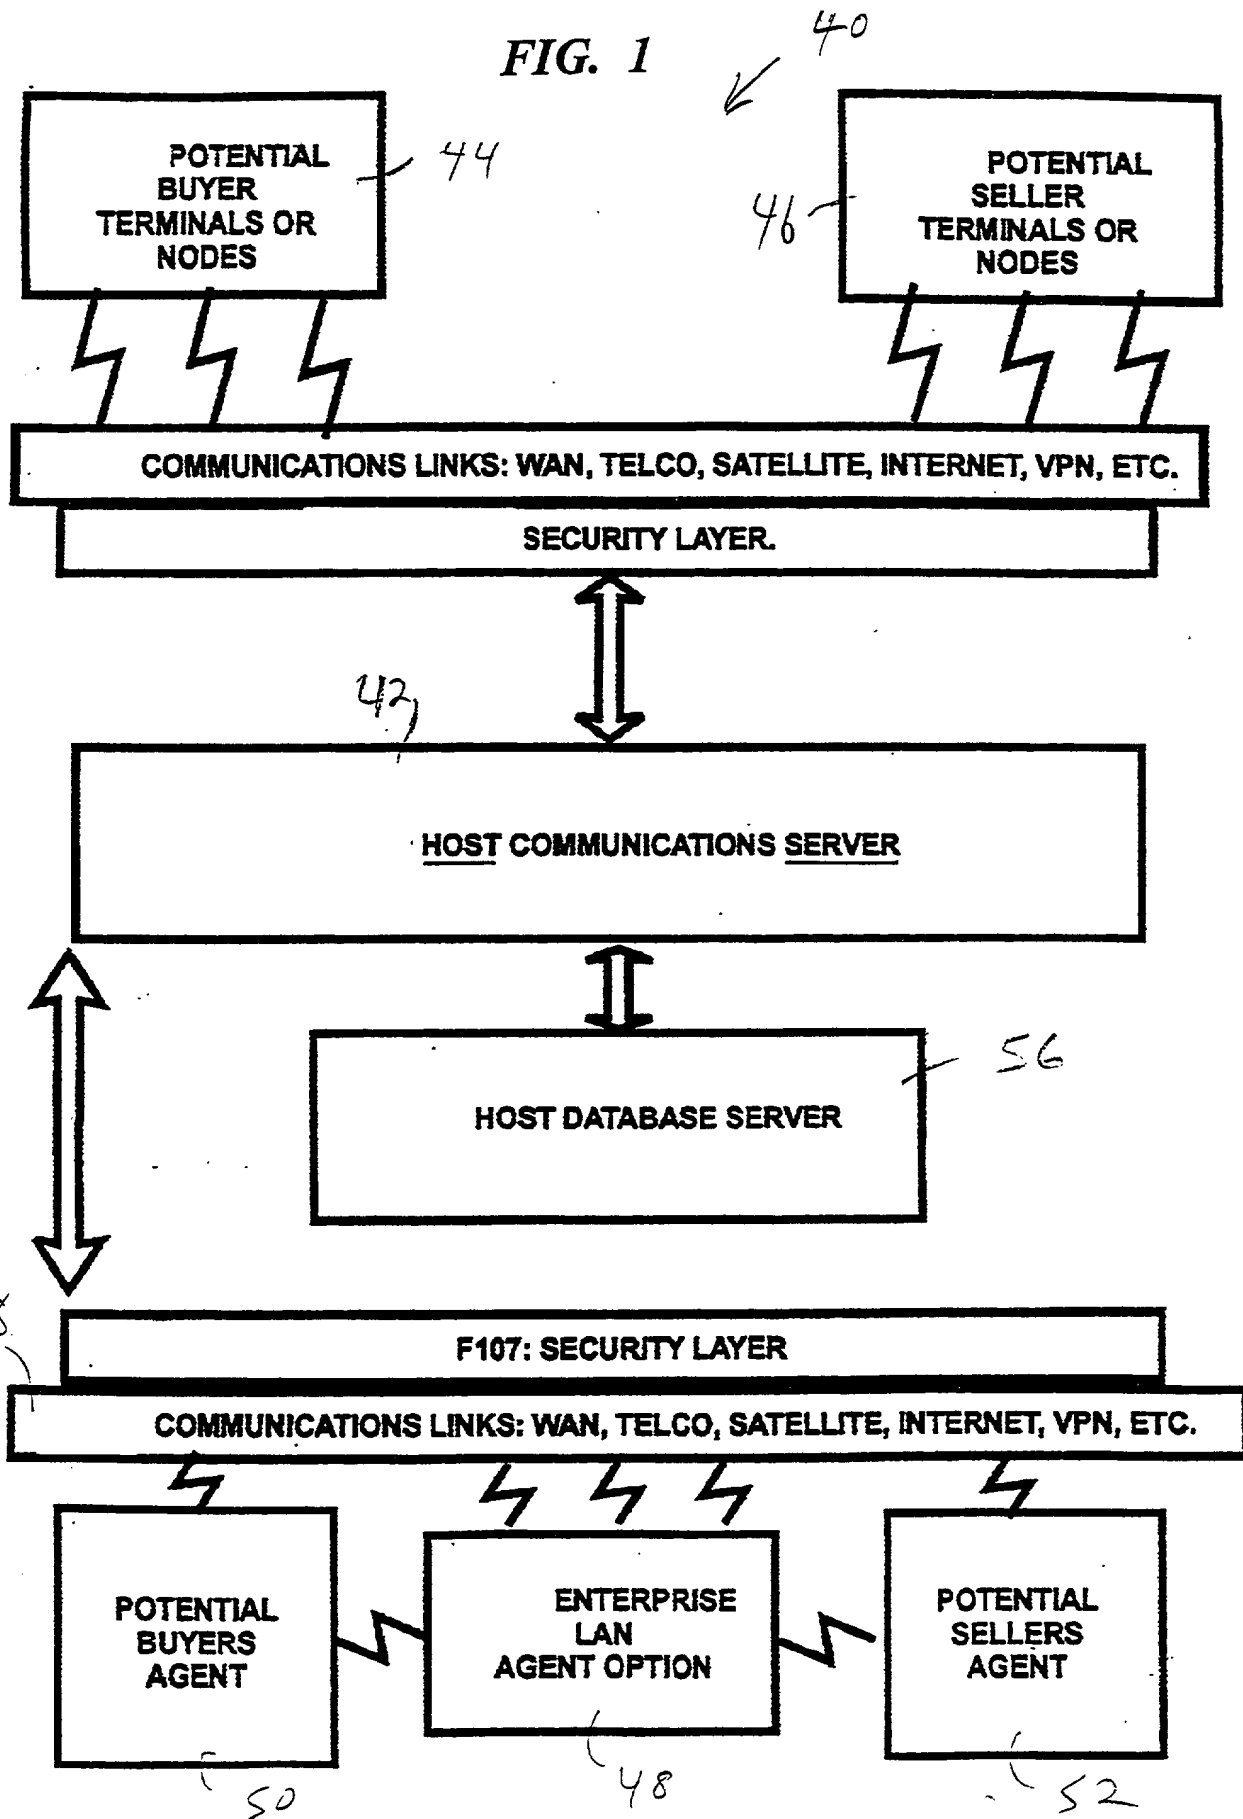 FIG. 1
40
POTENTIAL
BUYER
TERMINALS OR
NODES
44
POTENTIAL
SELLER
TERMINALS OR
NODES
46
COMMUNICATIONS LINKS: WAN, TELCO, SATELLITE, INTERNET, VPN, ETC.
SECURITY LAYER.
42
HOST COMMUNICATIONS SERVER
56
HOST DATABASE SERVER
F107: SECURITY LAYER
COMMUNICATIONS LINKS: WAN, TELCO, SATELLITE, INTERNET, VPN, ETC.
POTENTIAL
BUYERS
AGENT
ENTERPRISE
LAN
AGENT OPTION
POTENTIAL
SELLERS
AGENT
50
48
52